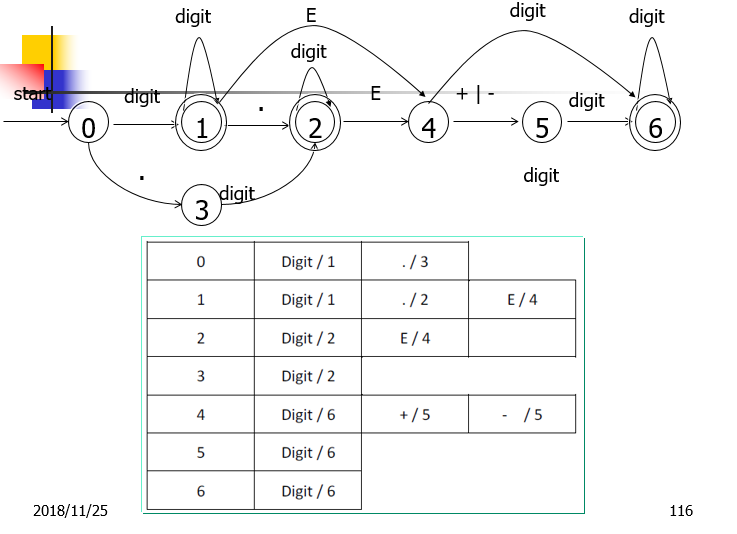 digit E digit digit
digit
start digit . E + | - digit
0 1 2 4 5 6
. digit digit
3
0 Digit / 1 . / 3
1 Digit / 1 . / 2 E / 4
2 Digit / 2 E / 4
3 Digit / 2
4 Digit / 6 + / 5 - / 5
5 Digit / 6
6 Digit / 6
2018/11/25 116